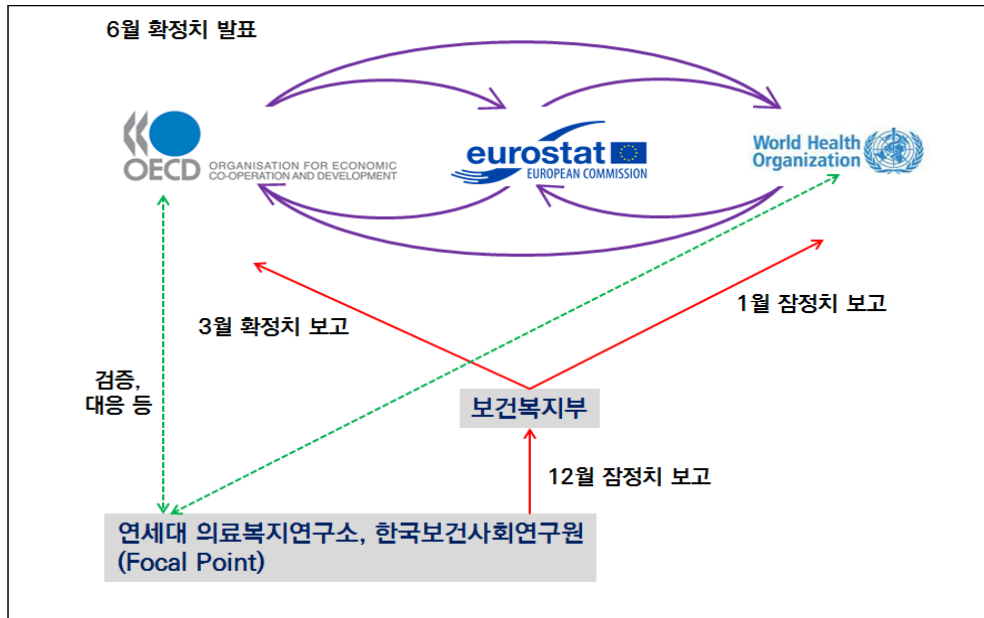 6월 확정치 발표
OECD
ORGANISATION FOR ECONOMIC
CO-OPERATION AND DEVELOPMENT
eurostat
EUROPEAN COMMISSION
World Health
Organization
3월 확정치 보고
1월 잠정치 보고
검증,
대응 등
보건복지부
12월 잠정치 보고
연세대 의료복지연구소, 한국보건사회연구원
(Focal Point)